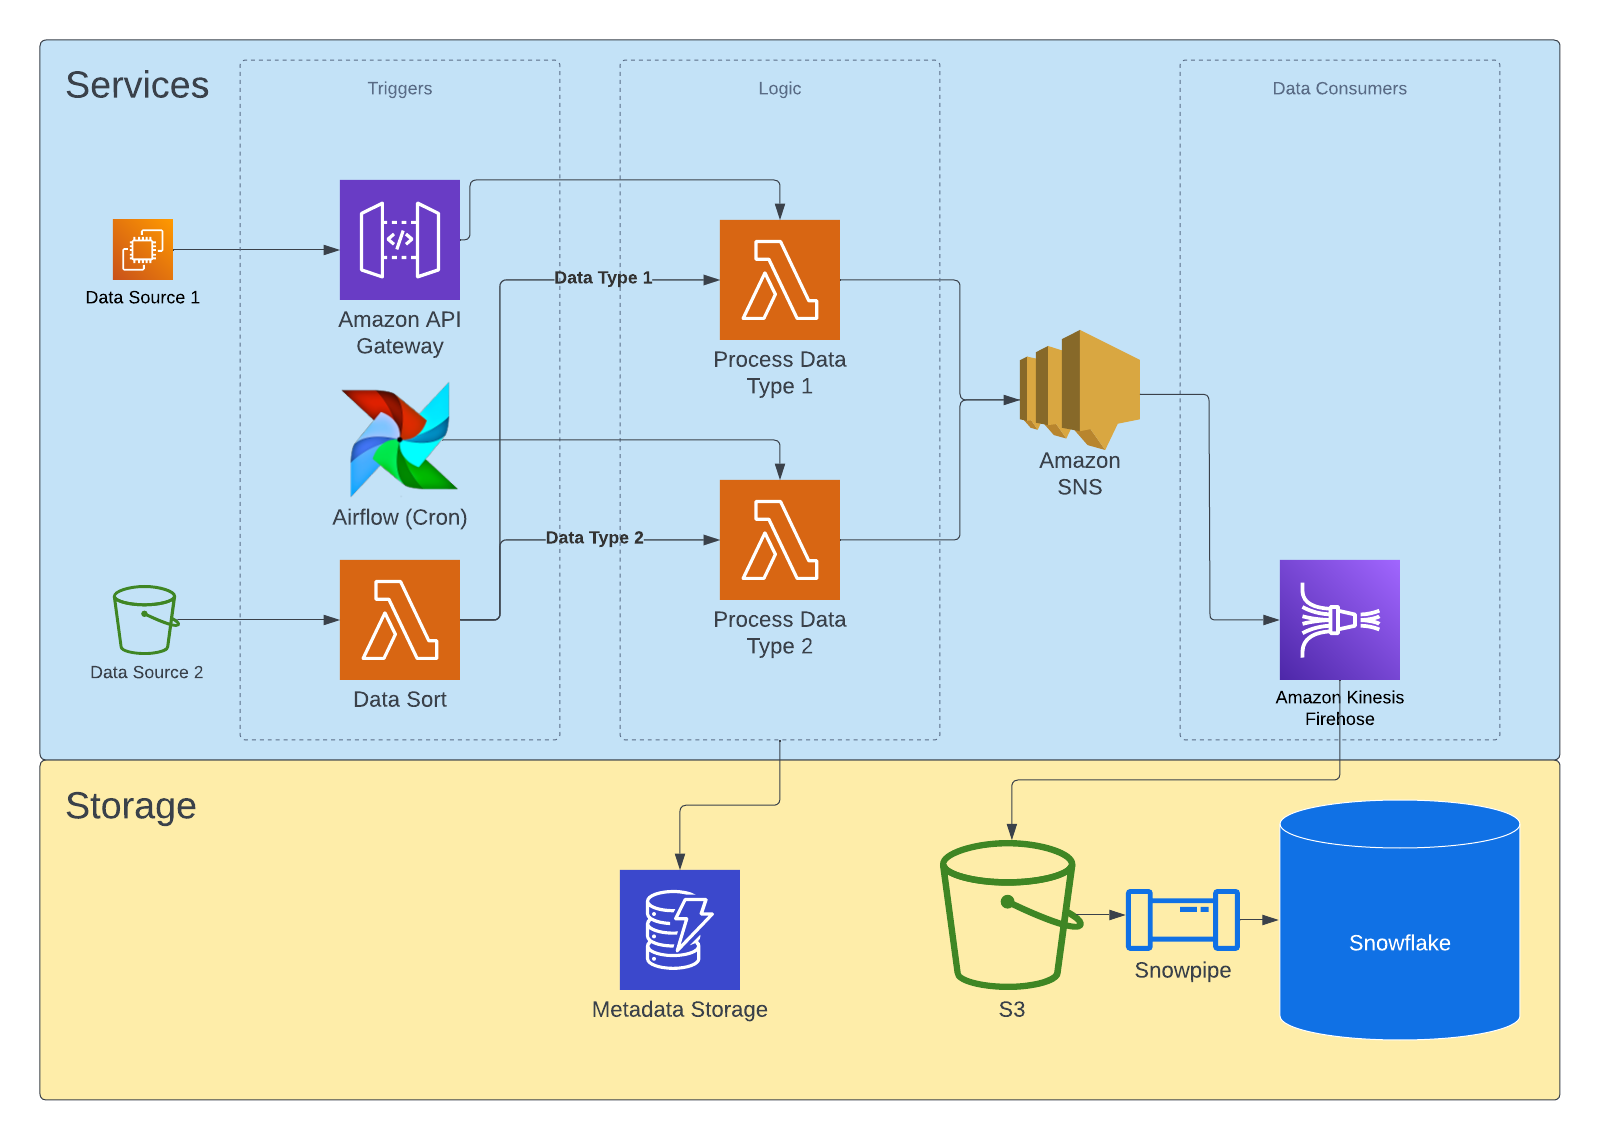 Services
Triggers
Logic
Data Consumers
Data Source 1
Amazon API
Gateway
Data Type 1
Process Data
Type 1
Airflow (Cron)
Amazon
SNS
Data Type 2
Process Data
Type 2
Data Source 2
Data Sort
Amazon Kinesis
Firehose
Storage
Metadata Storage
S3
Snowpipe
Snowflake